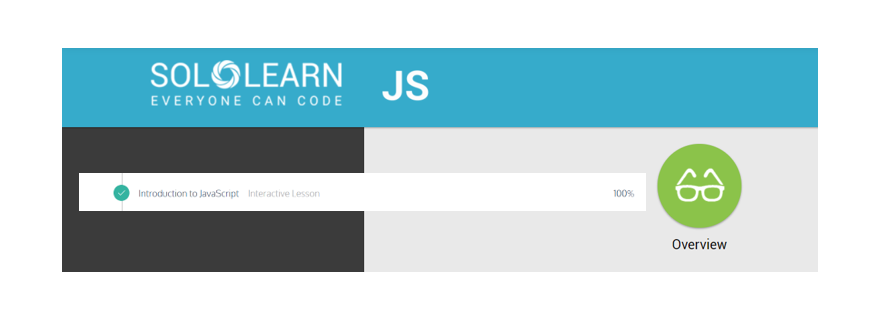 SOLOLEARN
EVERYONE CAN CODE
JS
Introduction to JavaScript Interactive Lesson 100%
Overview